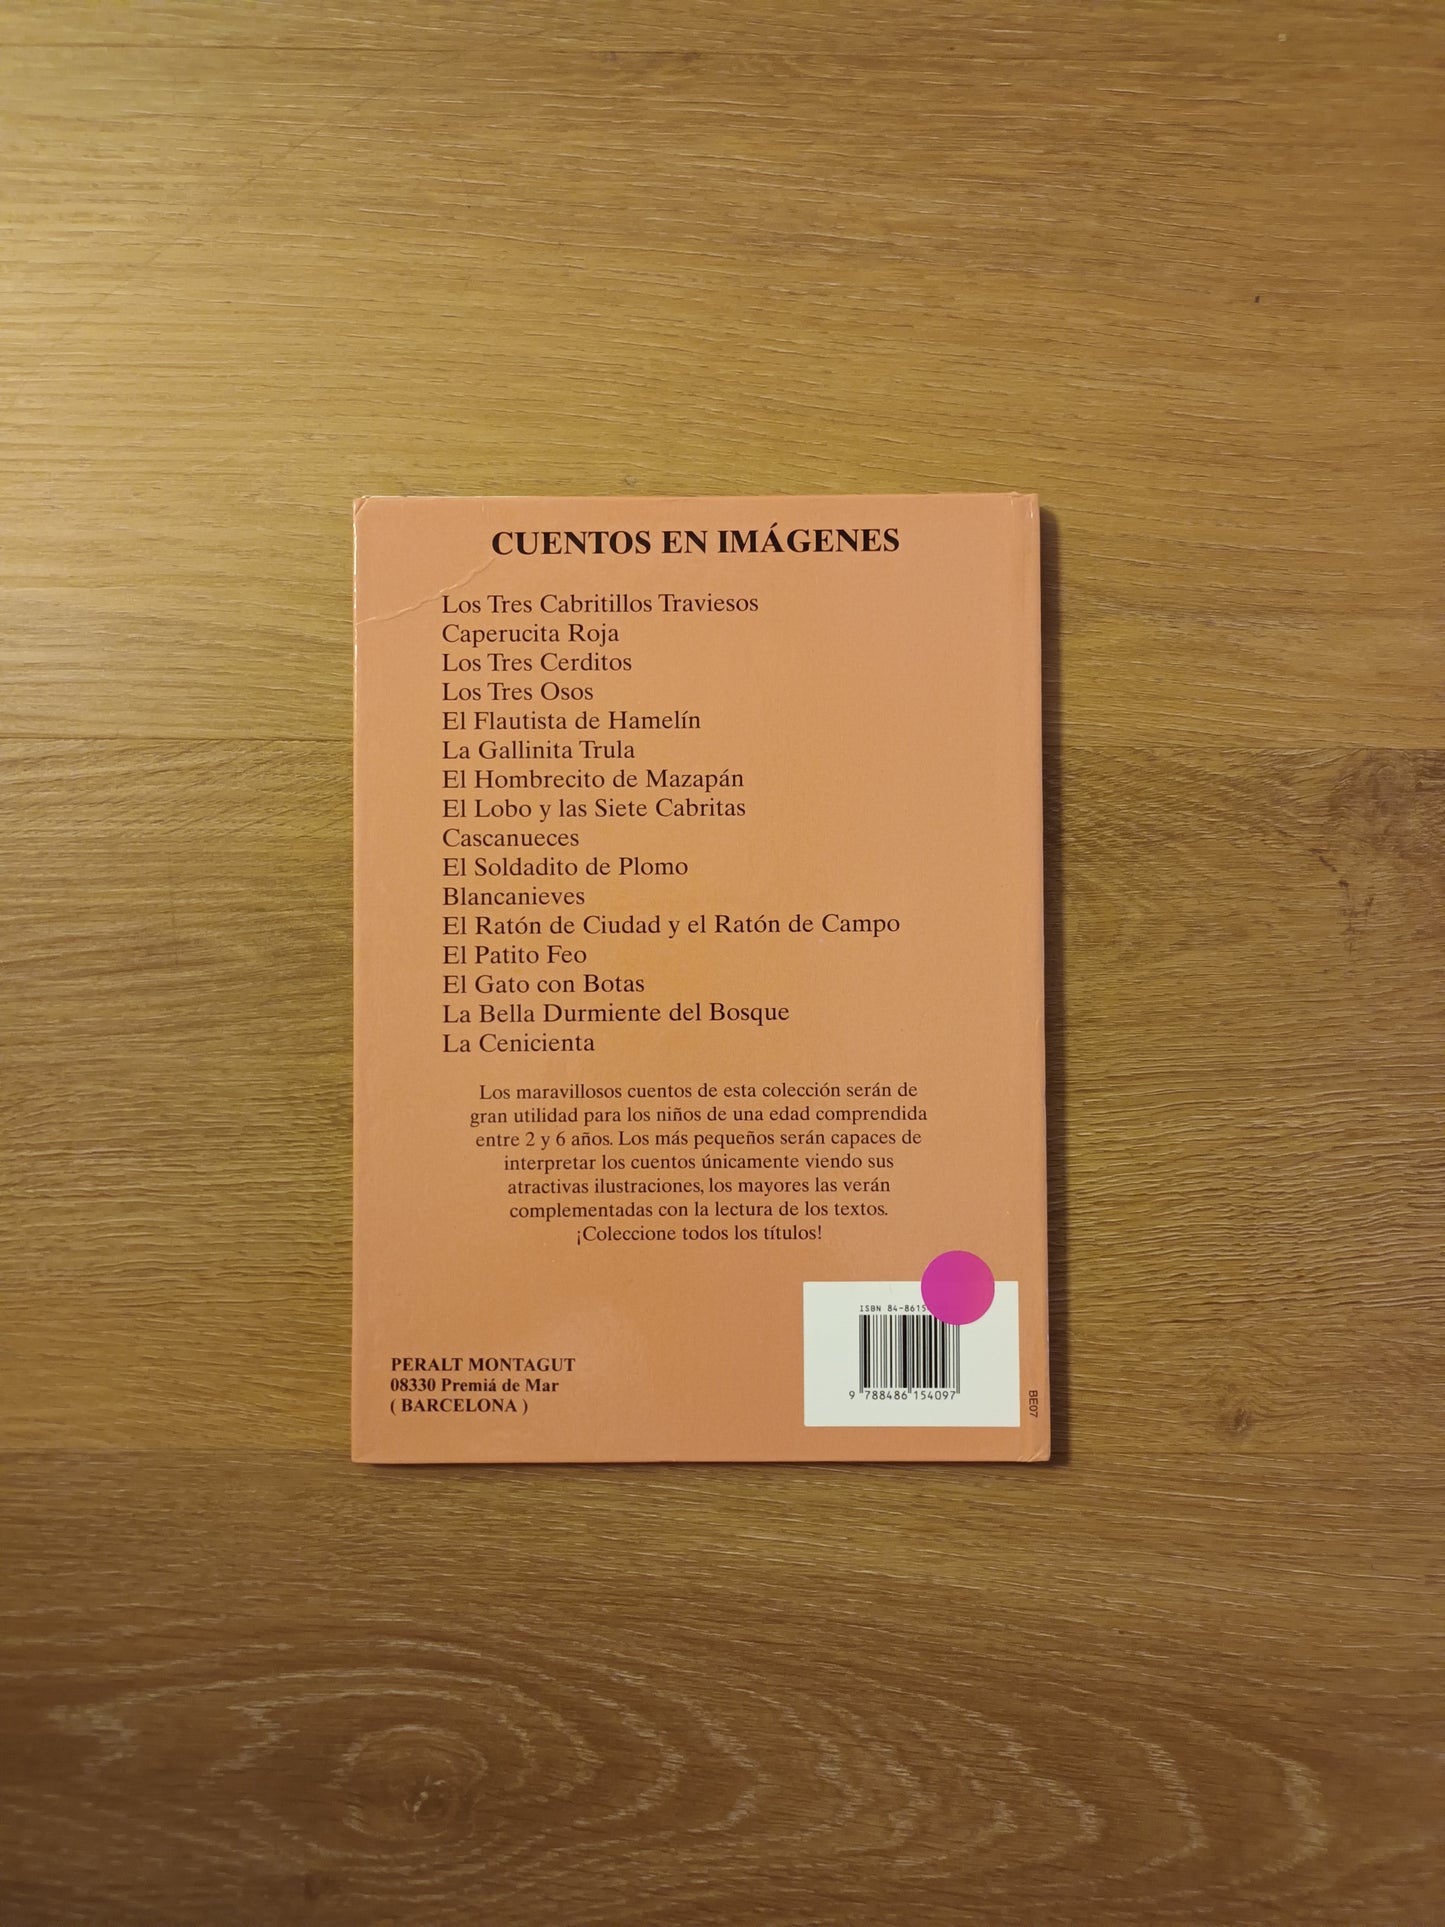 CUENTOS EN IMÁGENES
Los Tres Cabritillos Traviesos
Caperucita Roja
Los Tres Cerditos
Los Tres Osos
El Flautista de Hamelín
La Gallinita Trula
El Hombrecito de Mazapán
El Lobo y las Siete Cabritas
Cascanueces
El Soldadito de Plomo
Blancanieves
El Ratón de Ciudad y el Ratón de Campo
El Patito Feo
El Gato con Botas
La Bella Durmiente del Bosque
La Cenicienta
Los maravillosos cuentos de esta colección serán de
gran utilidad para los niños de una edad comprendida
entre 2 y 6 años. Los más pequeños serán capaces de
interpretar los cuentos únicamente viendo sus
atractivas ilustraciones, los mayores las verán
complementadas con la lectura de los textos.
¡Coleccione todos los títulos!
PERALT MONTAGUT
08330 Premiá de Mar
( BARCELONA )
ISBN 84-8615
9 788486 154097
BE07